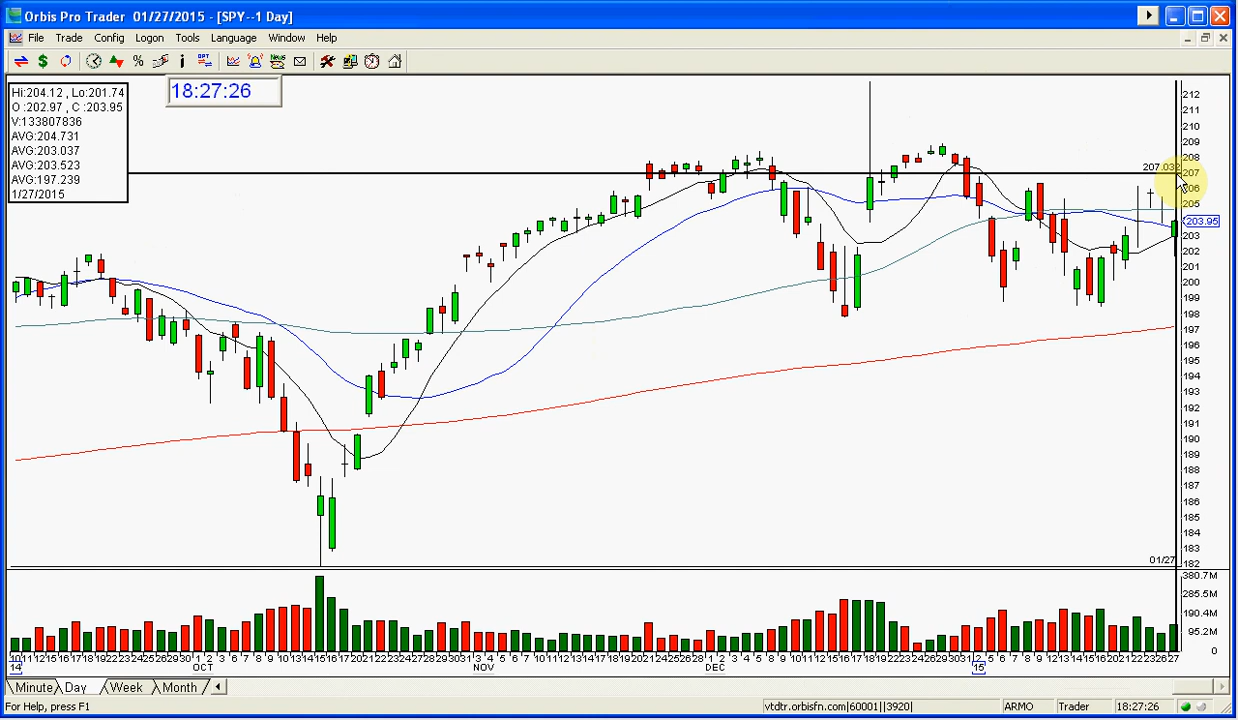 Orbis Pro Trader 01/27/2015 - [SPY--1 Day]
File Trade Config Logon Tools Language Window Help
18:27:26
Hi:204.12 , Lo:201.74
O :202.97 , C :203.95
V:133807836
AVG:204.731
AVG:203.037
AVG:203.523
AVG:197.239
1/27/2015
212
211
210
209
208
207.032
207
206
205
203.95
203
202
201
200
199
198
197
196
195
194
193
192
191
190
189
188
187
186
185
184
183
01/27
182
380.7M
285.5M
190.4M
95.2M
0
OCT NOV DEC
14 15
Minute Day Week Month
For Help, press F1 vtdtr.orbisfn.com|60001||3920| ARMO Trader 18:27:26